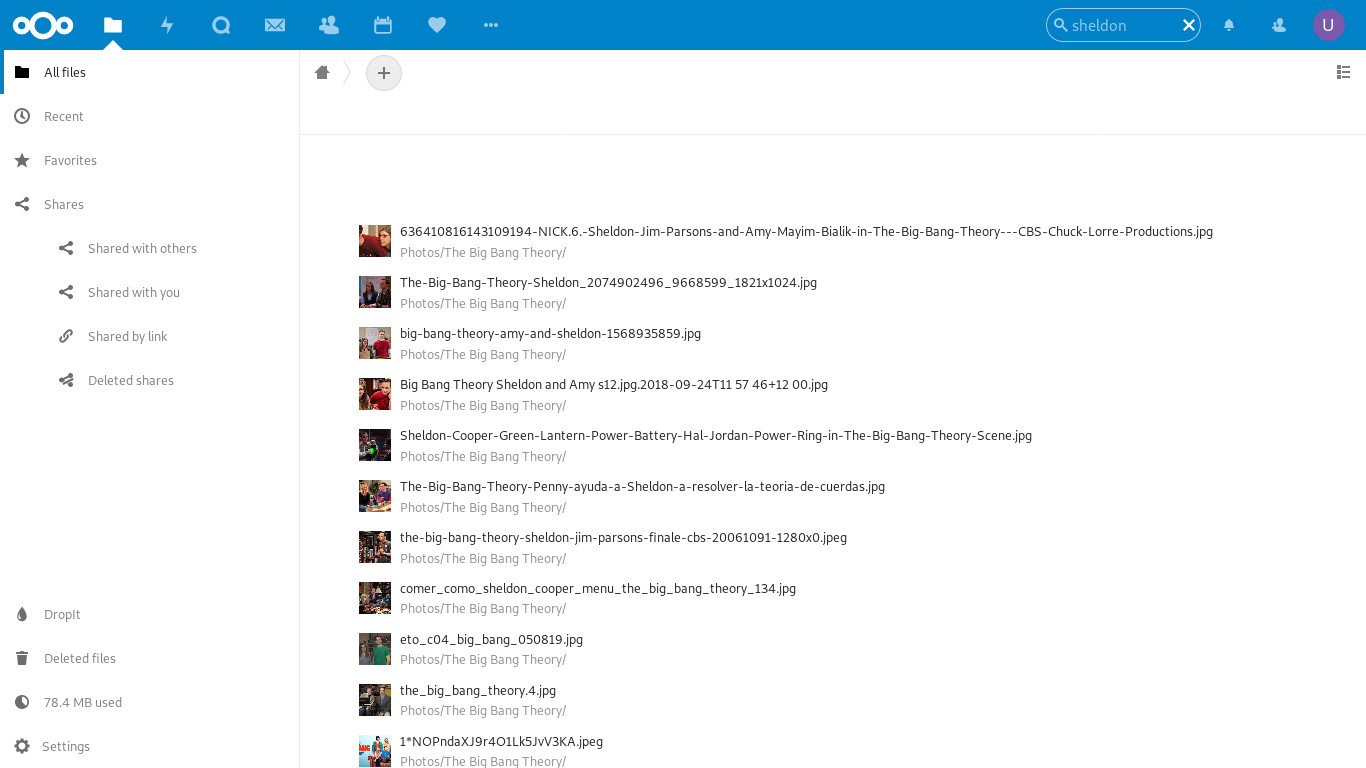 sheldon
U
All files
Recent
Favorites
Shares
Shared with others
Shared with you
Shared by link
Deleted shares
DropIt
Deleted files
78.4 MB used
Settings
636410816143109194-NICK.6.-Sheldon-Jim-Parsons-and-Amy-Mayim-Bialik-in-The-Big-Bang-Theory---CBS-Chuck-Lorre-Productions.jpg
Photos/The Big Bang Theory/
The-Big-Bang-Theory-Sheldon_2074902496_9668599_1821x1024.jpg
Photos/The Big Bang Theory/
big-bang-theory-amy-and-sheldon-1568935859.jpg
Photos/The Big Bang Theory/
Big Bang Theory Sheldon and Amy s12.jpg.2018-09-24T11 57 46+12 00.jpg
Photos/The Big Bang Theory/
Sheldon-Cooper-Green-Lantern-Power-Battery-Hal-Jordan-Power-Ring-in-The-Big-Bang-Theory-Scene.jpg
Photos/The Big Bang Theory/
The-Big-Bang-Theory-Penny-ayuda-a-Sheldon-a-resolver-la-teoria-de-cuerdas.jpg
Photos/The Big Bang Theory/
the-big-bang-theory-sheldon-jim-parsons-finale-cbs-20061091-1280x0.jpeg
Photos/The Big Bang Theory/
comer_como_sheldon_cooper_menu_the_big_bang_theory_134.jpg
Photos/The Big Bang Theory/
eto_c04_big_bang_050819.jpg
Photos/The Big Bang Theory/
the_big_bang_theory.4.jpg
Photos/The Big Bang Theory/
1*NOPndaXJ9r4O1Lk5JvV3KA.jpeg
Photos/The Big Bang Theory/